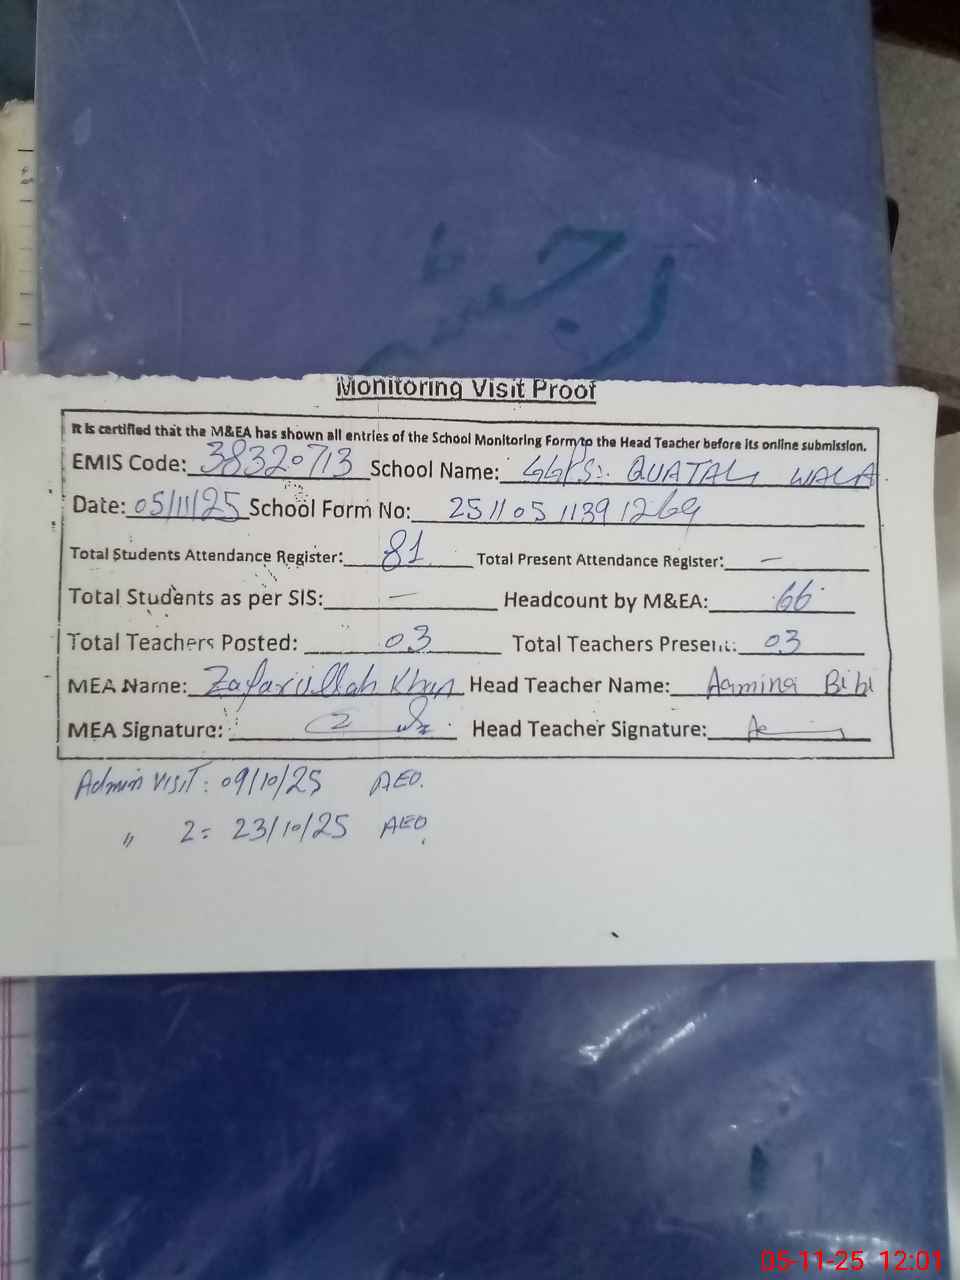 Monitoring Visit Proof
It is certified that the M&EA has shown all entries of the School Monitoring Form to the Head Teacher before its online submission.
EMIS Code: 38320713 School Name: GGPS: QUATAL WALA
Date: 05/11/25 School Form No: 251105 1139 1269
Total Students Attendance Register: 81 Total Present Attendance Register: —
Total Students as per SIS: — Headcount by M&EA: 66
Total Teachers Posted: 03 Total Teachers Present: 03
MEA Name: Zafarullah Khan Head Teacher Name: Aamina Bibi
MEA Signature: Head Teacher Signature:
Admin Visit: 09/10/25 AEO.
" 2= 23/10/25 AEO.
05-11-25 12:01